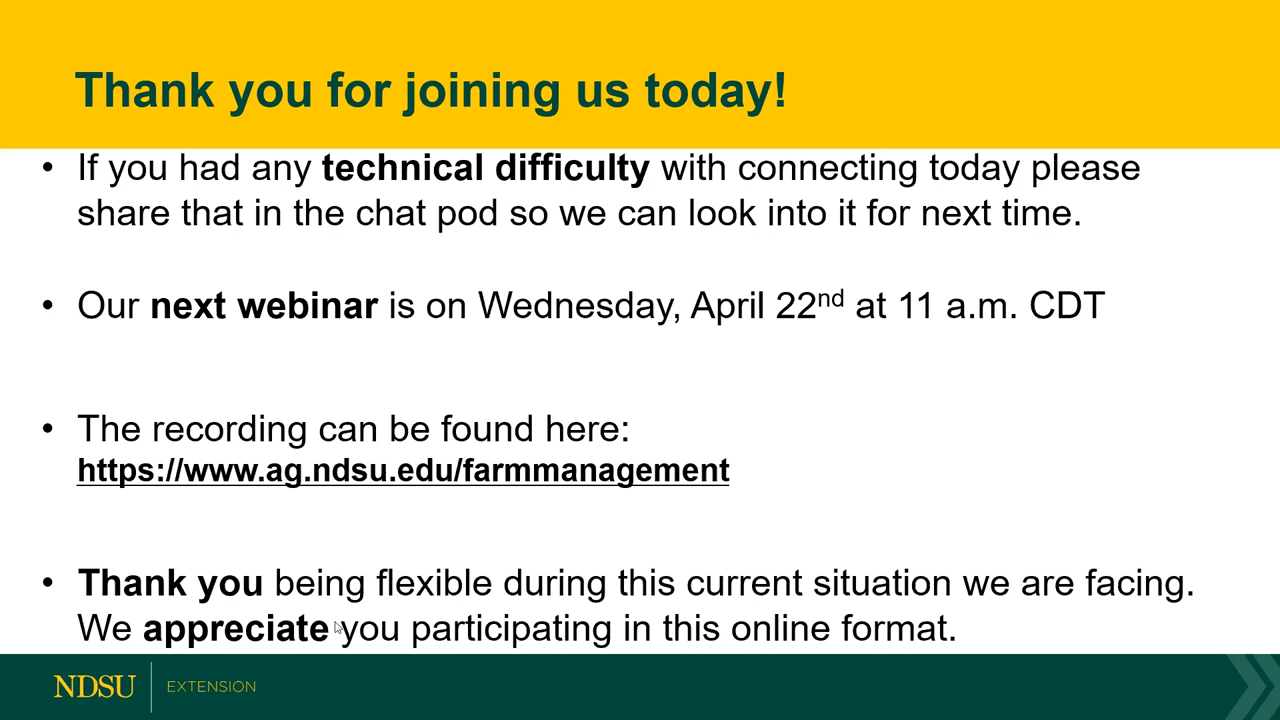 Thank you for joining us today!
• If you had any technical difficulty with connecting today please
share that in the chat pod so we can look into it for next time.
• Our next webinar is on Wednesday, April 22nd at 11 a.m. CDT
• The recording can be found here:
https://www.ag.ndsu.edu/farmmanagement
• Thank you being flexible during this current situation we are facing.
We appreciate you participating in this online format.
NDSU EXTENSION